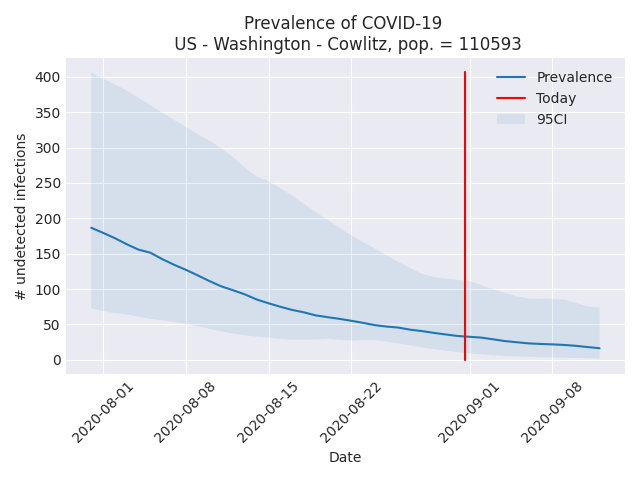 Prevalence of COVID-19
US - Washington - Cowlitz, pop. = 110593
# undetected infections
400
350
300
250
200
150
100
50
0
Prevalence
Today
95CI
2020-08-01
2020-08-08
2020-08-15
2020-08-22
2020-09-01
2020-09-08
Date